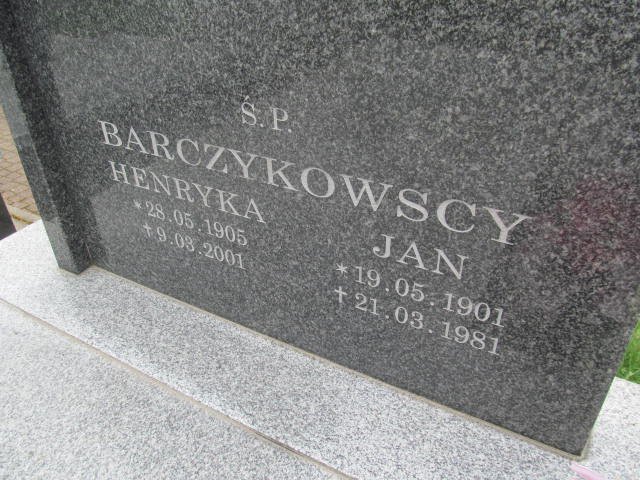 Ś.P.
BARCZYKOWSCY
HENRYKA
*28.05.1905
†9.03.2001
JAN
*19.05.1901
†21.03.1981